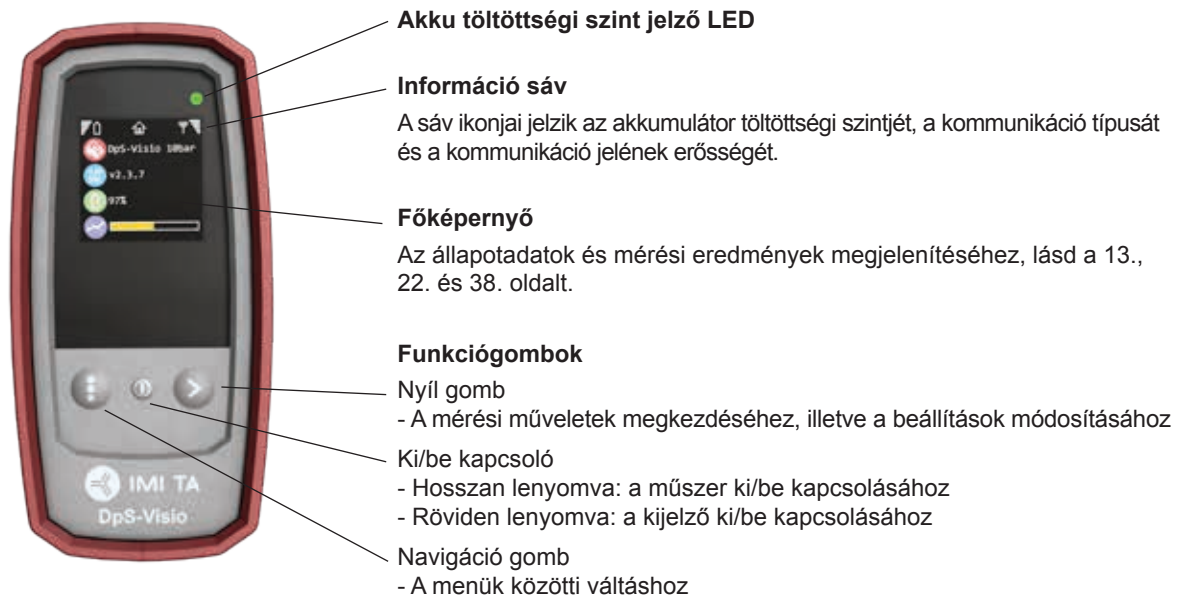 Akku töltöttségi szint jelző LED
Információ sáv
A sáv ikonjai jelzik az akkumulátor töltöttségi szintjét, a kommunikáció típusát
és a kommunikáció jelének erősségét.
DpS-Visio 10bar
v2.3.7
97%
Főképernyő
Az állapotadatok és mérési eredmények megjelenítéséhez, lásd a 13.,
22. és 38. oldalt.
Funkciógombok
Nyíl gomb
- A mérési műveletek megkezdéséhez, illetve a beállítások módosításához
Ki/be kapcsoló
- Hosszan lenyomva: a műszer ki/be kapcsolásához
- Röviden lenyomva: a kijelző ki/be kapcsolásához
Navigáció gomb
- A menük közötti váltáshoz
IMI TA
DpS-Visio